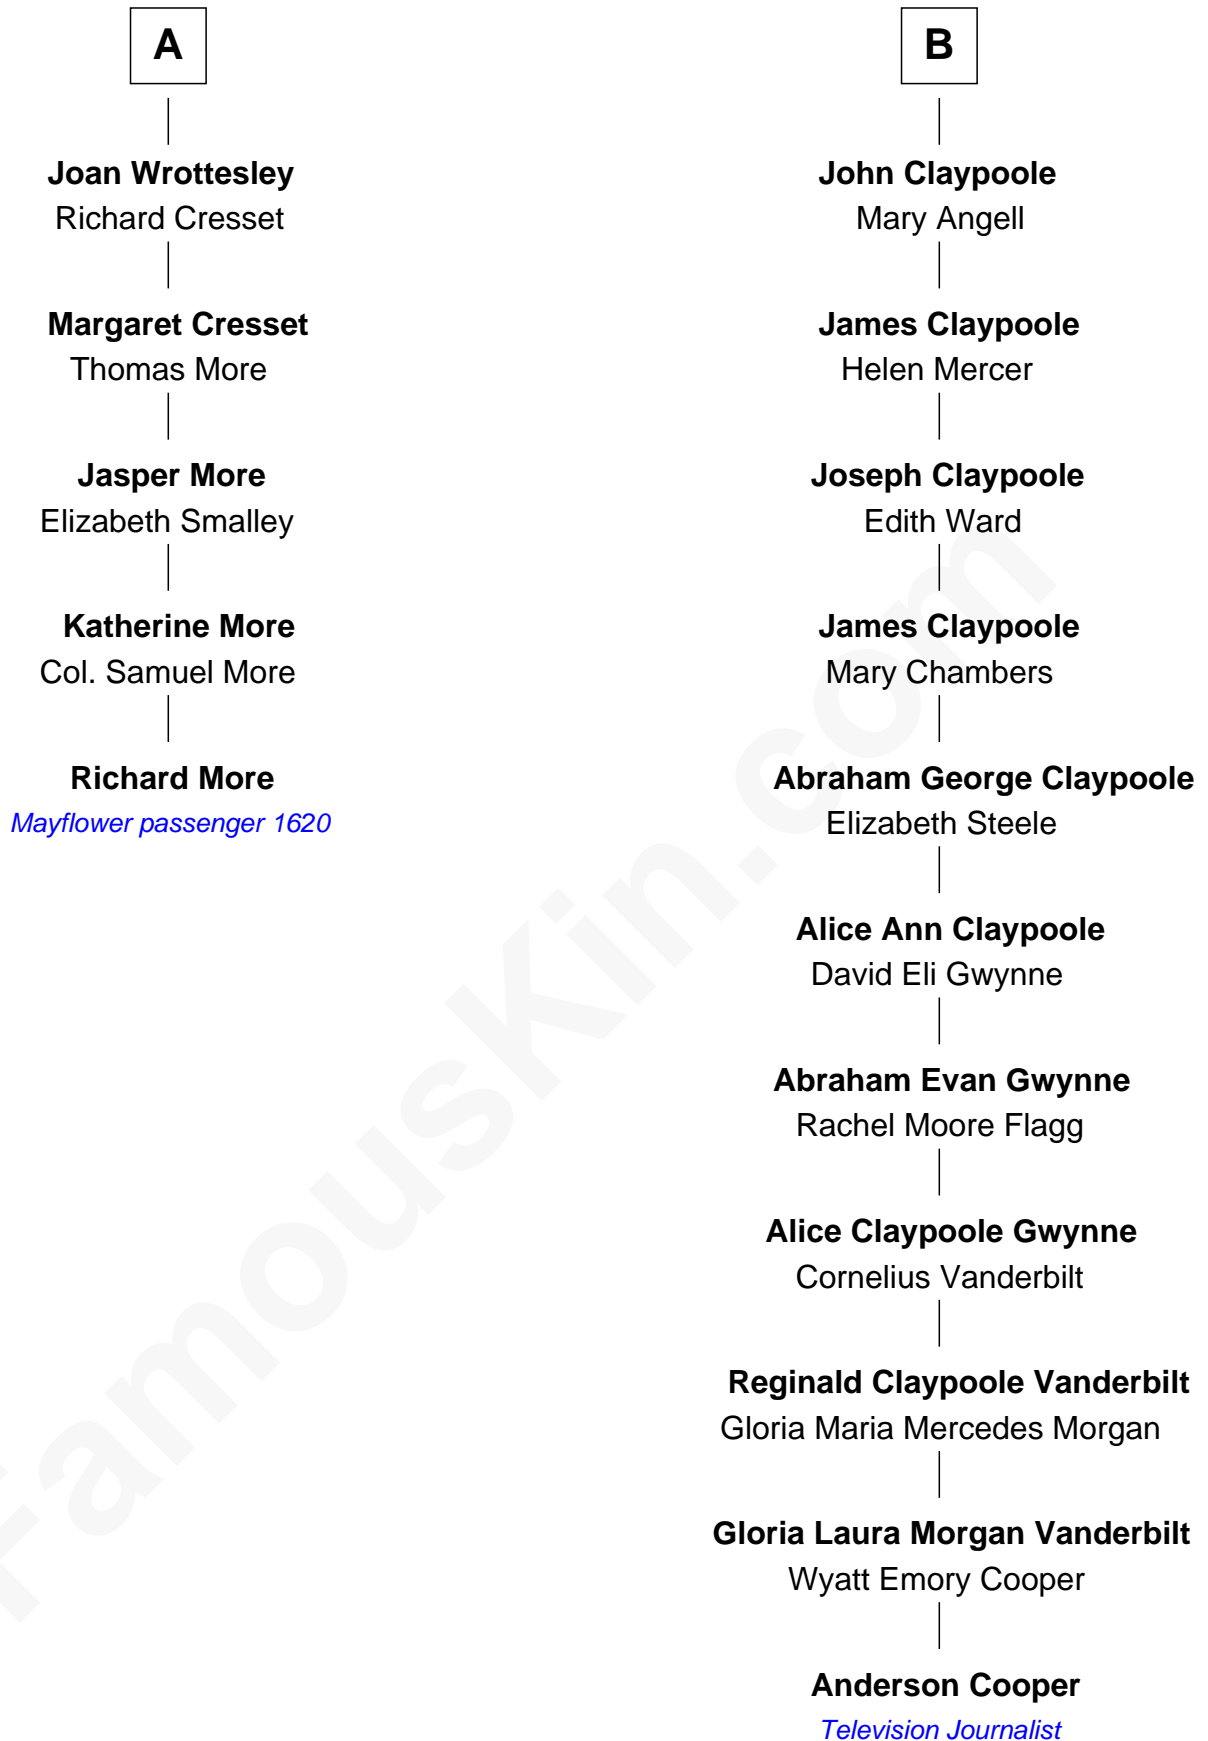 A
Joan Wrottesley
Richard Cresset
Margaret Cresset
Thomas More
Jasper More
Elizabeth Smalley
Katherine More
Col. Samuel More
Richard More
Mayflower passenger 1620
B
John Claypoole
Mary Angell
James Claypoole
Helen Mercer
Joseph Claypoole
Edith Ward
James Claypoole
Mary Chambers
Abraham George Claypoole
Elizabeth Steele
Alice Ann Claypoole
David Eli Gwynne
Abraham Evan Gwynne
Rachel Moore Flagg
Alice Claypoole Gwynne
Cornelius Vanderbilt
Reginald Claypoole Vanderbilt
Gloria Maria Mercedes Morgan
Gloria Laura Morgan Vanderbilt
Wyatt Emory Cooper
Anderson Cooper
Television Journalist
FamousKin.com